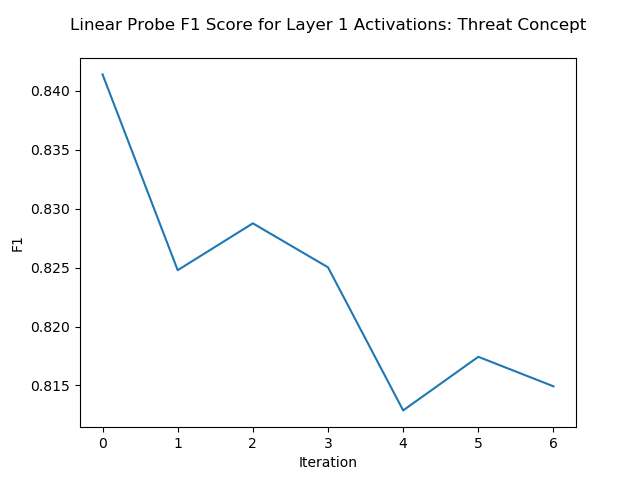 Linear Probe F1 Score for Layer 1 Activations: Threat Concept
0.840
0.835
0.830
0.825
0.820
0.815
F1
0 1 2 3 4 5 6
Iteration